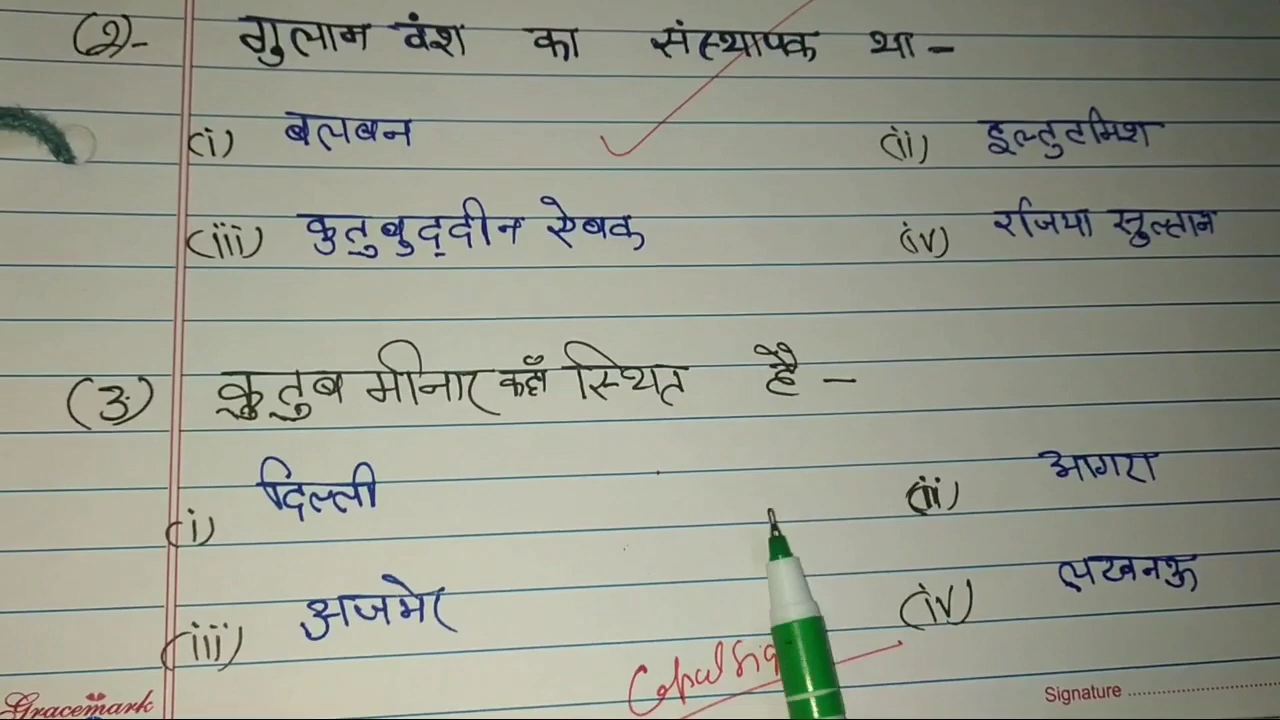 (2)- गुलाम वंश का संस्थापक था -
(i) बलबन (ii) इल्तुतमिश
(iii) कुतुबुद्दीन ऐबक (iv) रजिया सुल्तान
(3) कुतुब मीनार कहाँ स्थित है -
(i) दिल्ली (ii) आगरा
(iii) अजमेर (iv) लखनऊ
Gracemark Signature